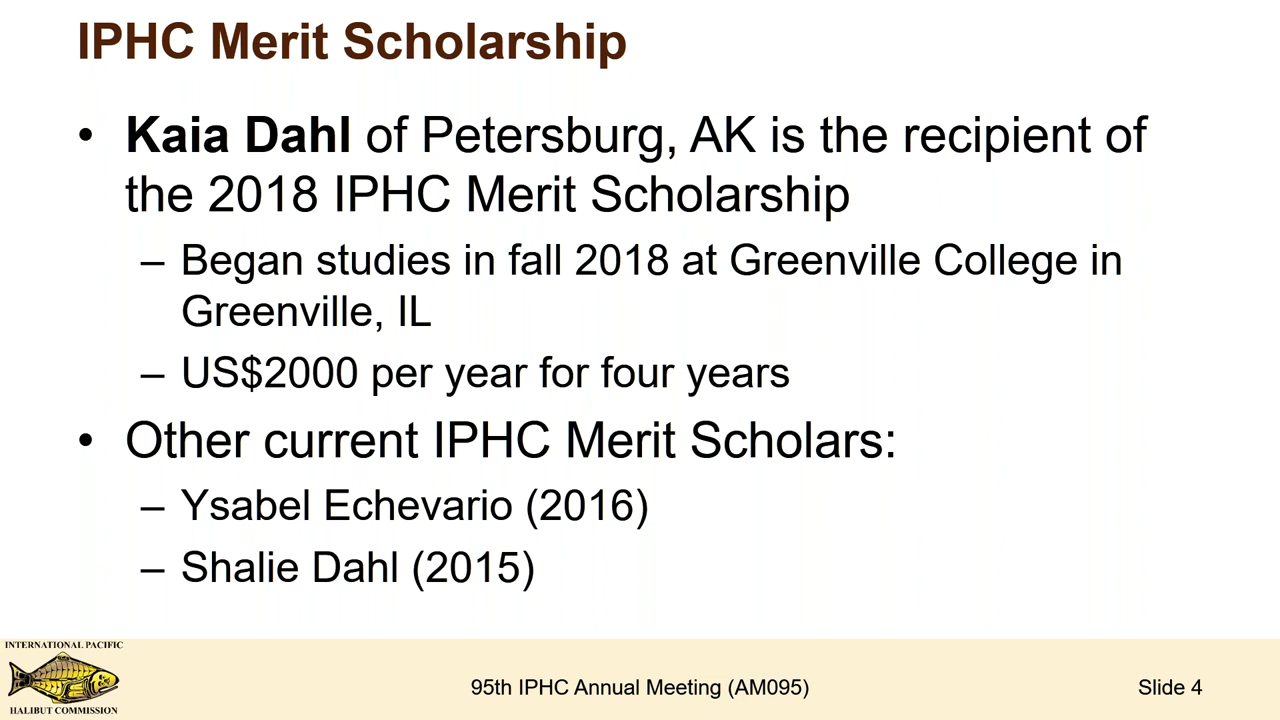 IPHC Merit Scholarship
• Kaia Dahl of Petersburg, AK is the recipient of
the 2018 IPHC Merit Scholarship
– Began studies in fall 2018 at Greenville College in
Greenville, IL
– US$2000 per year for four years
• Other current IPHC Merit Scholars:
– Ysabel Echevario (2016)
– Shalie Dahl (2015)
INTERNATIONAL PACIFIC
HALIBUT COMMISSION
95th IPHC Annual Meeting (AM095)
Slide 4